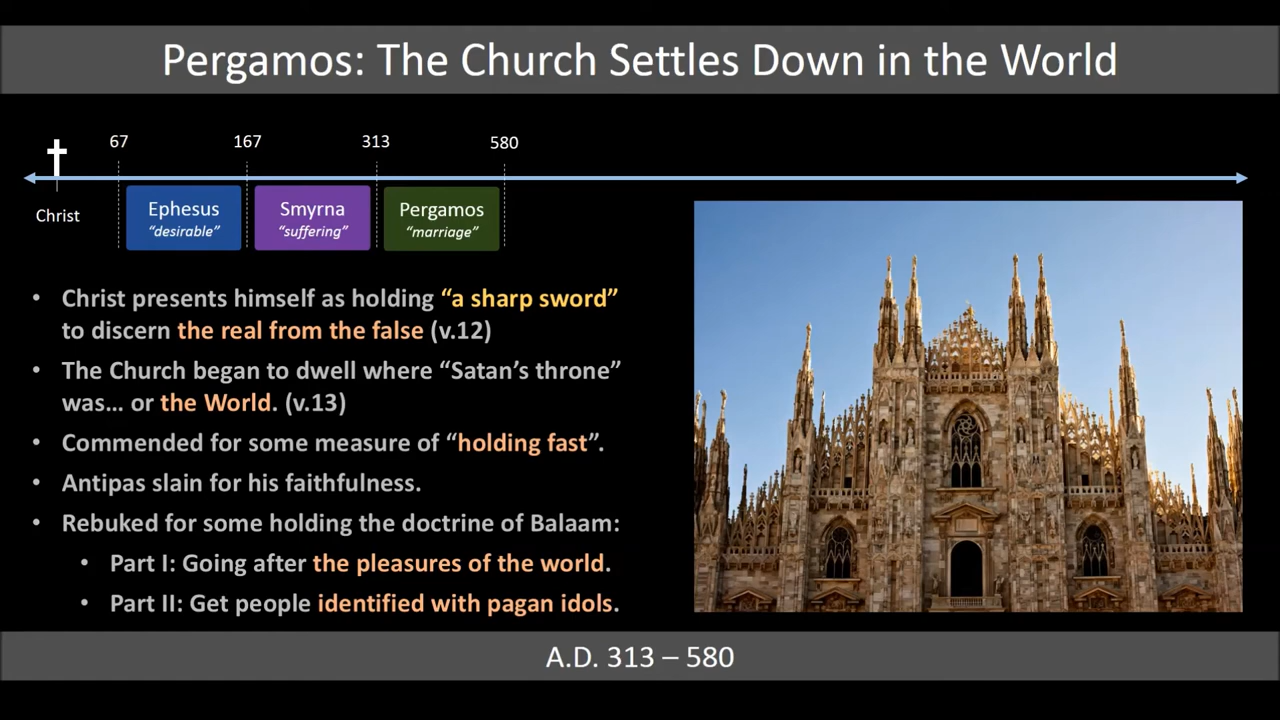 Pergamos: The Church Settles Down in the World
67
167
313
580
Christ
Ephesus
“desirable”
Smyrna
“suffering”
Pergamos
“marriage”
• Christ presents himself as holding “a sharp sword”
to discern the real from the false (v.12)
• The Church began to dwell where “Satan’s throne”
was… or the World. (v.13)
• Commended for some measure of “holding fast”.
• Antipas slain for his faithfulness.
• Rebuked for some holding the doctrine of Balaam:
• Part I: Going after the pleasures of the world.
• Part II: Get people identified with pagan idols.
A.D. 313 – 580